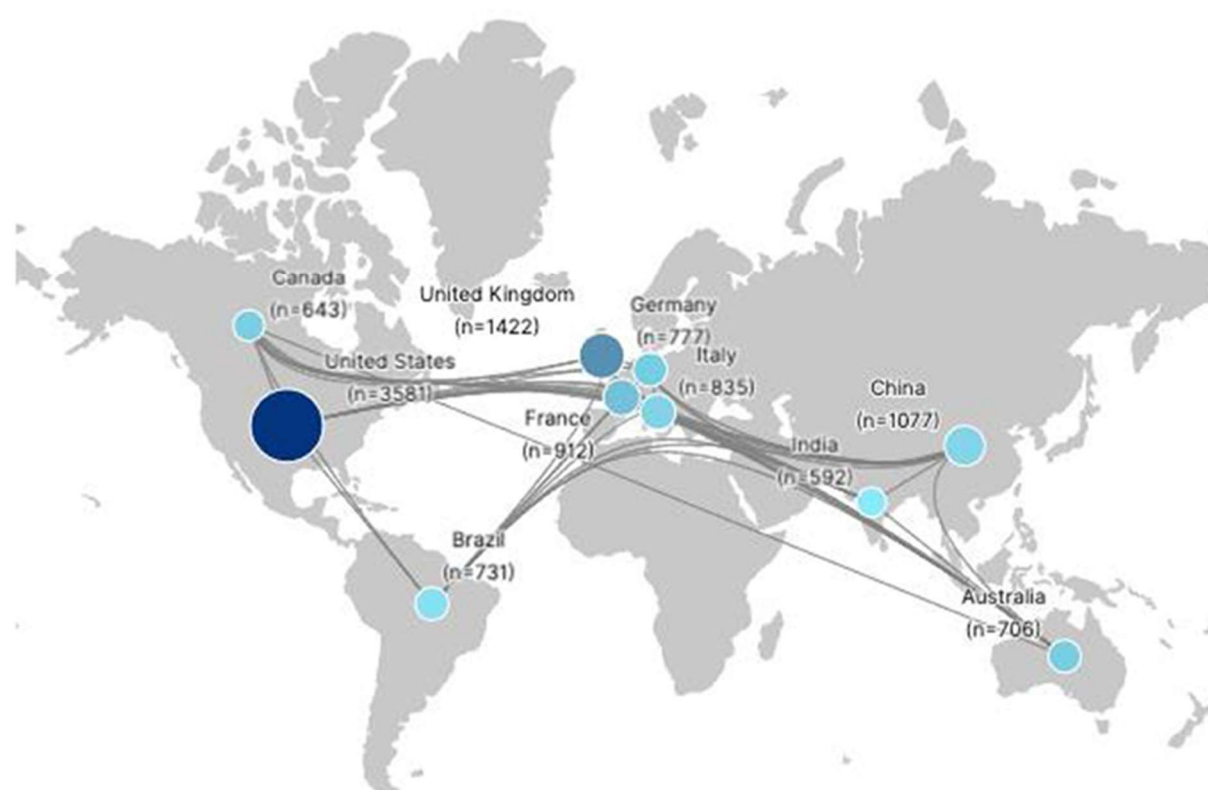 Canada
(n=643)
United Kingdom
(n=1422)
Germany
(n=777)
United States
(n=3581)
Italy
(n=835)
China
(n=1077)
France
(n=912)
India
(n=592)
Brazil
(n=731)
Australia
(n=706)